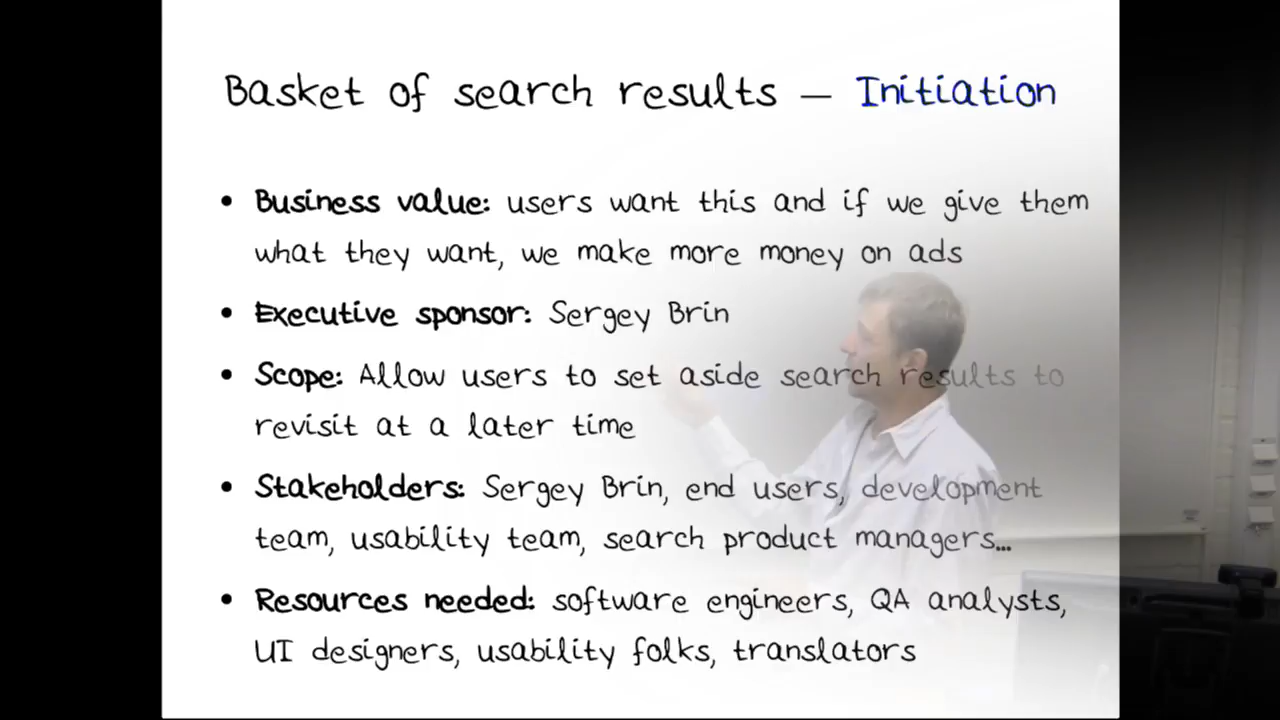 Basket of search results — Initiation
• Business value: users want this and if we give them
what they want, we make more money on ads
• Executive sponsor: Sergey Brin
• Scope: Allow users to set aside search results to
revisit at a later time
• Stakeholders: Sergey Brin, end users, development
team, usability team, search product managers...
• Resources needed: software engineers, QA analysts,
UI designers, usability folks, translators